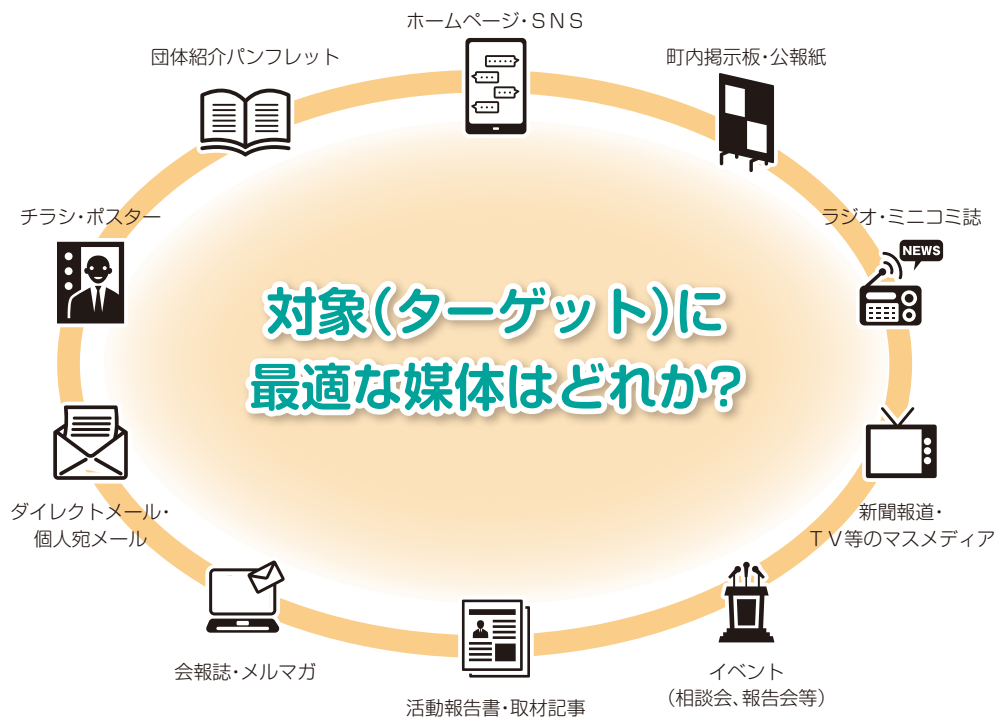 ホームページ・ＳＮＳ
団体紹介パンフレット
町内掲示板・公報紙
チラシ・ポスター
ラジオ・ミニコミ誌
NEWS
対象（ターゲット）に
最適な媒体はどれか？
ダイレクトメール・
個人宛メール
新聞報道・
ＴＶ等のマスメディア
会報誌・メルマガ
活動報告書・取材記事
イベント
（相談会、報告会等）